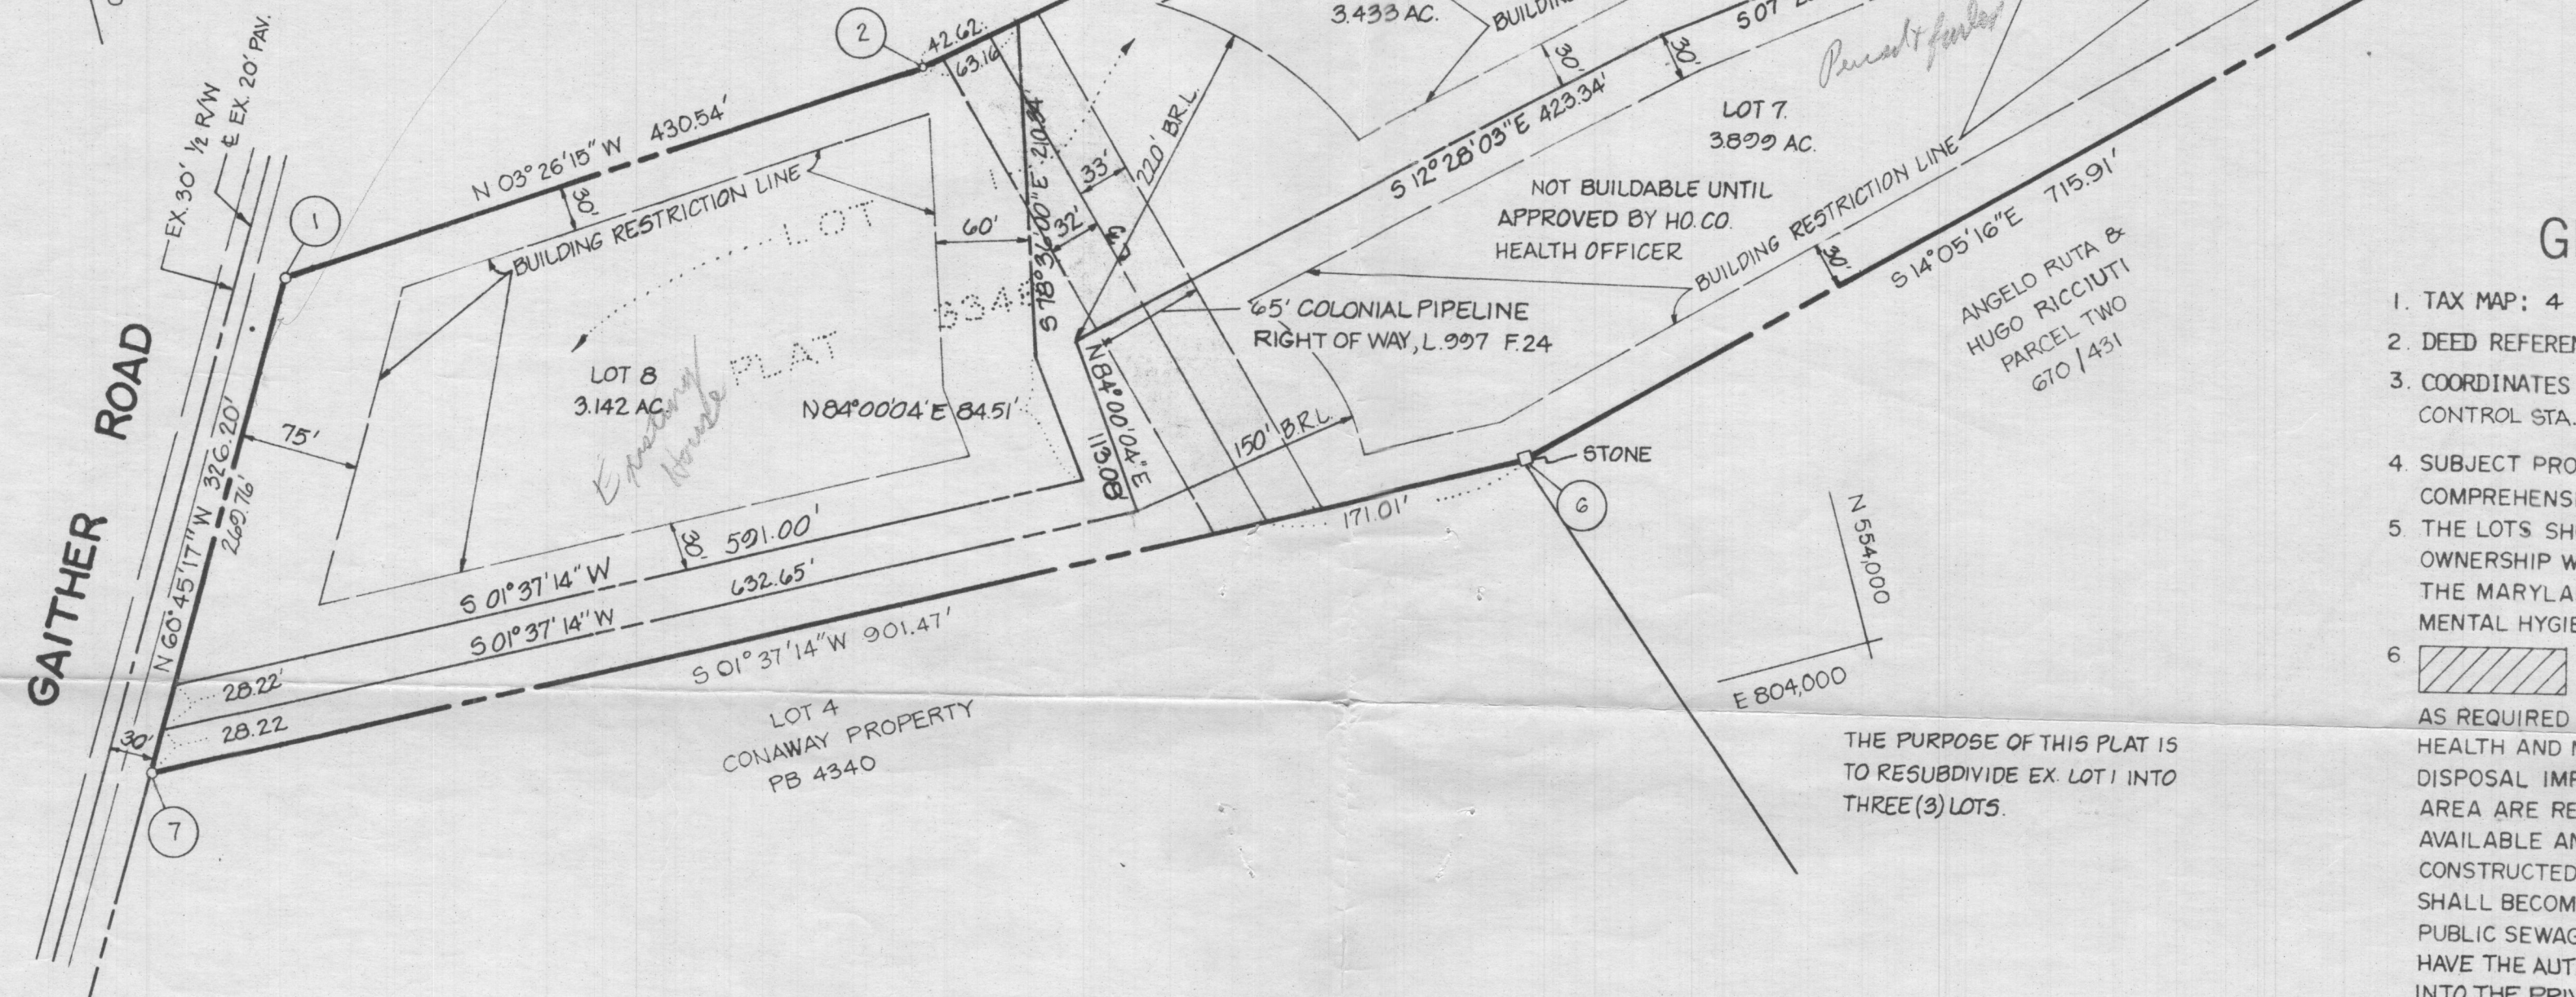 2
42.62
63.16
3.433 AC.
30'
30'
Ex. 30' ½ R/W
℄ EX. 20' PAV.
N 03° 26' 15" W 430.54'
30'
BUILDING RESTRICTION LINE
1
LOT
60'
S 78° 36' 00" E 210.84'
32'
33'
220' B.R.L.
S 12° 28' 03" E 423.34'
LOT 7.
3.899 AC.
NOT BUILDABLE UNTIL
APPROVED BY HO. CO.
HEALTH OFFICER
BUILDING RESTRICTION LINE
30'
S 14° 05' 16" E 715.91'
ANGELO RUTA &
HUGO RICCIUTI
PARCEL TWO
670 / 431
65' COLONIAL PIPELINE
RIGHT OF WAY, L. 997 F. 24
GAITHER ROAD
N 60° 45' 17" W 326.20'
269.76'
75'
LOT 8
3.142 AC.
Existing
House
PLAT
N 84° 00' 04" E 84.51'
N 84° 00' 04" E
113.08
150' B.R.L.
STONE
6
171.01'
30'
S 01° 37' 14" W 591.00'
S 01° 37' 14" W 632.65'
S 01° 37' 14" W 901.47'
28.22'
28.22
30'
7
LOT 4
CONAWAY PROPERTY
PB 4340
N 554,000
E 804,000
THE PURPOSE OF THIS PLAT IS
TO RESUBDIVIDE EX. LOT 1 INTO
THREE (3) LOTS.
G
1. TAX MAP: 4
2. DEED REFEREN
3. COORDINATES
CONTROL STA.
4. SUBJECT PRO
COMPREHENS
5. THE LOTS SH
OWNERSHIP W
THE MARYLA
MENTAL HYGIE
6
AS REQUIRED
HEALTH AND
DISPOSAL IMP
AREA ARE RE
AVAILABLE AN
CONSTRUCTED
SHALL BECOM
PUBLIC SEWAG
HAVE THE AUT
INTO THE PRIV